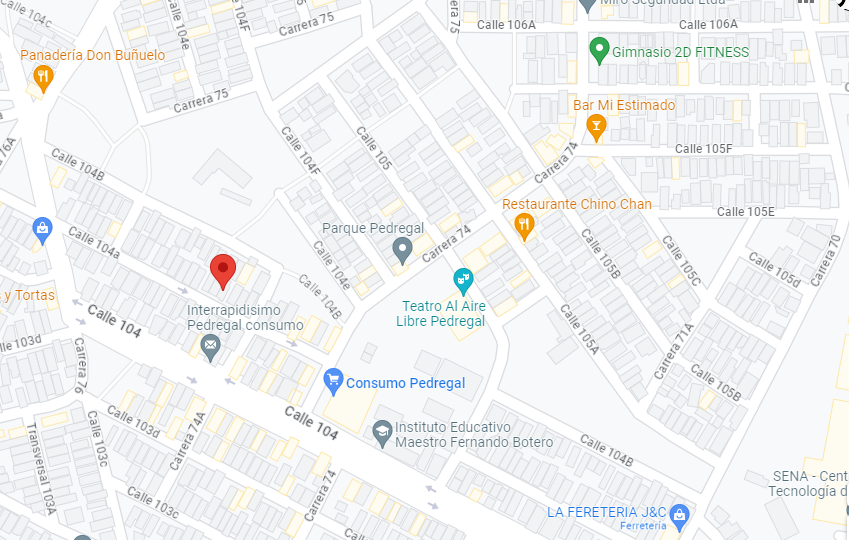 Calle 104c
Calle 104e
Carrera 75
Calle 106A
Miro Seguridad Ltda
Calle 106A
Panadería Don Buñuelo
Gimnasio 2D FITNESS
Carrera 75
Bar Mi Estimado
Calle 104F
Calle 105
Carrera 74
Calle 105F
76A
Calle 104B
Restaurante Chino Chan
Calle 105E
Parque Pedregal
Carrera 74
Calle 104a
Calle 104e
Calle 105B
Calle 105C
Calle 105d
Carrera 70
y Tortas
Calle 104B
Interrapidisimo
Pedregal consumo
Teatro Al Aire
Libre Pedregal
Calle 104
Calle 105A
Carrera 71A
Calle 103d
Carrera 76
Consumo Pedregal
Calle 105B
Calle 104
Calle 103d
Carrera 74A
Calle 103c
Instituto Educativo
Maestro Fernando Botero
Transversal 103A
Calle 104B
Carrera 74
SENA - Cent
Tecnología d
Calle 103c
LA FERETERIA J&C
Ferretería
Calle